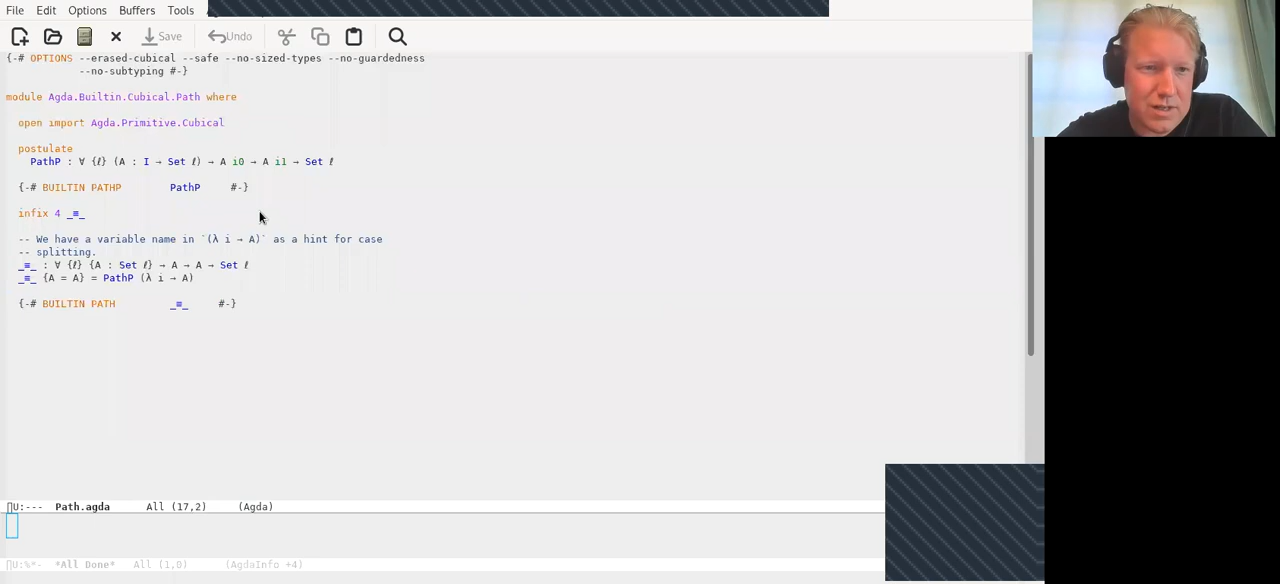 File Edit Options Buffers Tools
Save Undo
{-# OPTIONS --erased-cubical --safe --no-sized-types --no-guardedness
--no-subtyping #-}
module Agda.Builtin.Cubical.Path where
open import Agda.Primitive.Cubical
postulate
PathP : ∀ {ℓ} (A : I → Set ℓ) → A i0 → A i1 → Set ℓ
{-# BUILTIN PATHP PathP #-}
infix 4 _≡_
-- We have a variable name in `(λ i → A)` as a hint for case
-- splitting.
_≡_ : ∀ {ℓ} {A : Set ℓ} → A → A → Set ℓ
_≡_ {A = A} = PathP (λ i → A)
{-# BUILTIN PATH _≡_ #-}
U:--- Path.agda All (17,2) (Agda)
U:%*- *All Done* All (1,0) (AgdaInfo +4)